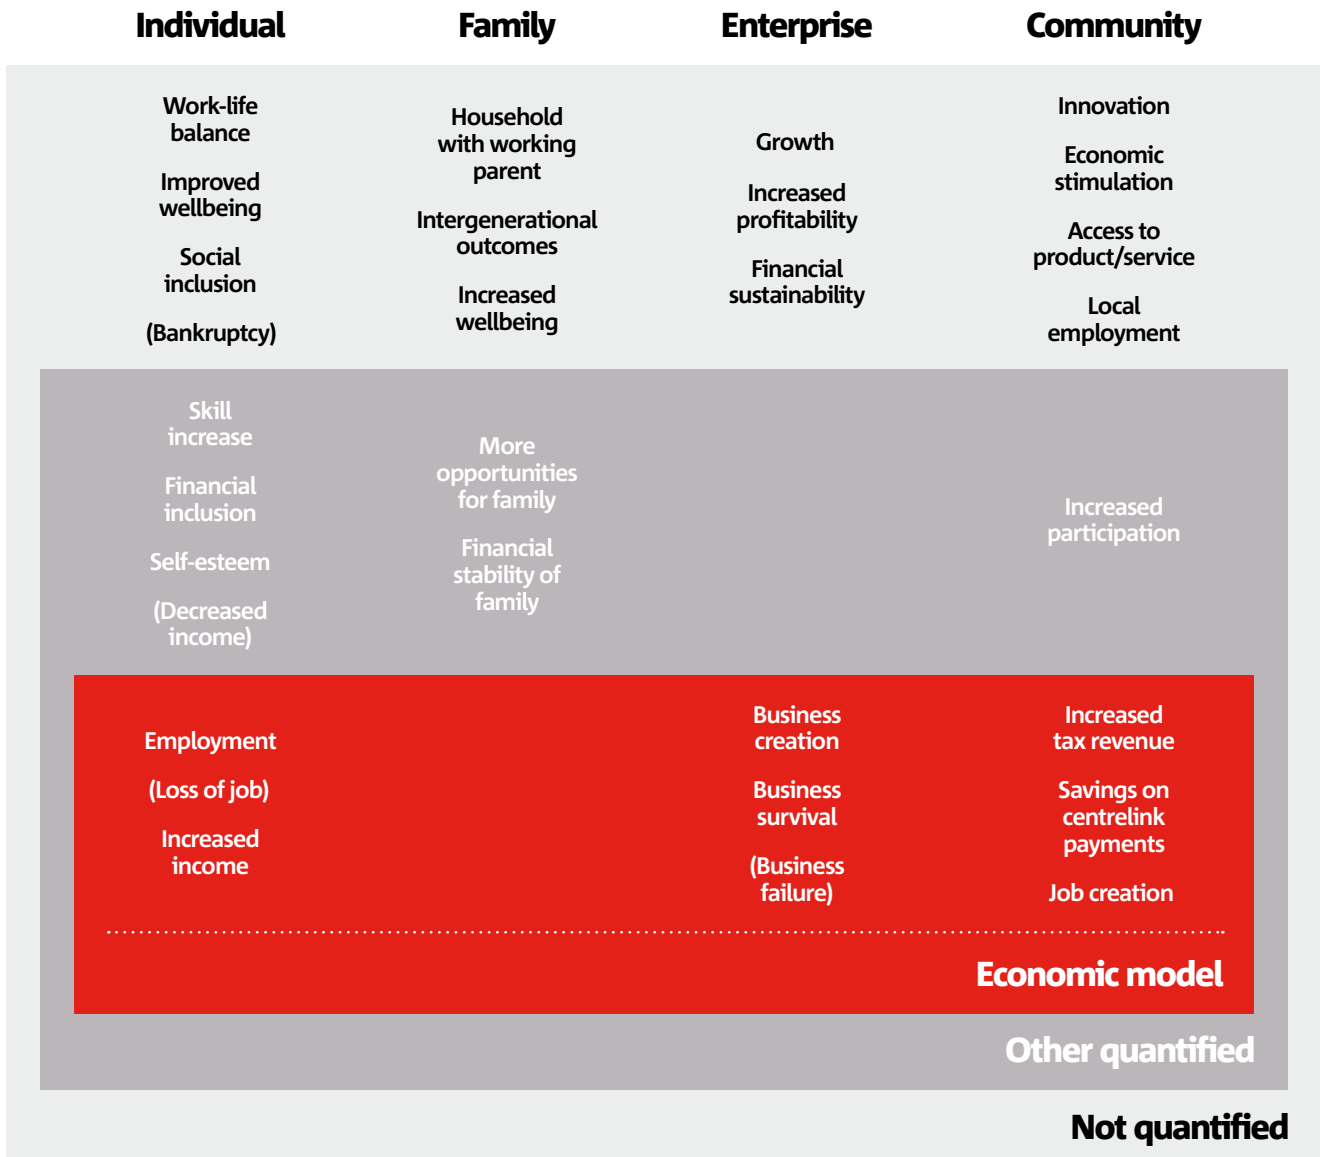 Individual
Family
Enterprise
Community
Work-life
balance
Improved
wellbeing
Social
inclusion
(Bankruptcy)
Household
with working
parent
Intergenerational
outcomes
Increased
wellbeing
Growth
Increased
profitability
Financial
sustainability
Innovation
Economic
stimulation
Access to
product/service
Local
employment
Skill
increase
Financial
inclusion
Self-esteem
(Decreased
income)
More
opportunities
for family
Financial
stability of
family
Increased
participation
Employment
(Loss of job)
Increased
income
Business
creation
Business
survival
(Business
failure)
Increased
tax revenue
Savings on
centrelink
payments
Job creation
Economic model
Other quantified
Not quantified